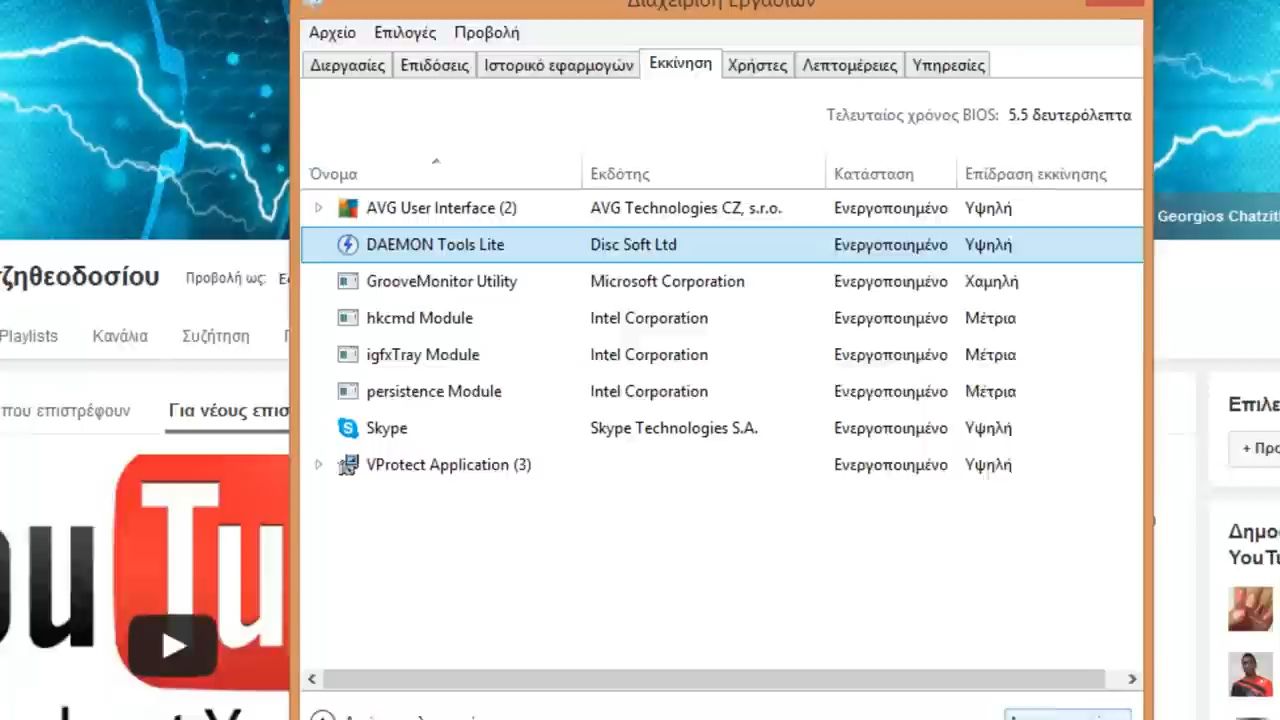 Διαχείριση Εργασιών
Αρχείο Επιλογές Προβολή
Διεργασίες Επιδόσεις Ιστορικό εφαρμογών Εκκίνηση Χρήστες Λεπτομέρειες Υπηρεσίες
Τελευταίος χρόνος BIOS: 5.5 δευτερόλεπτα
Όνομα Εκδότης Κατάσταση Επίδραση εκκίνησης
AVG User Interface (2) AVG Technologies CZ, s.r.o. Ενεργοποιημένο Υψηλή
DAEMON Tools Lite Disc Soft Ltd Ενεργοποιημένο Υψηλή
GrooveMonitor Utility Microsoft Corporation Ενεργοποιημένο Χαμηλή
hkcmd Module Intel Corporation Ενεργοποιημένο Μέτρια
igfxTray Module Intel Corporation Ενεργοποιημένο Μέτρια
persistence Module Intel Corporation Ενεργοποιημένο Μέτρια
Skype Skype Technologies S.A. Ενεργοποιημένο Υψηλή
VProtect Application (3) Ενεργοποιημένο Υψηλή
Georgios Chatzit
ζηθεοδοσίου Προβολή ως:
Playlists Κανάλια Συζήτηση
που επιστρέφουν Για νέους επισ
ouTu
Επιλε
+ Προ
Δημο
YouTu